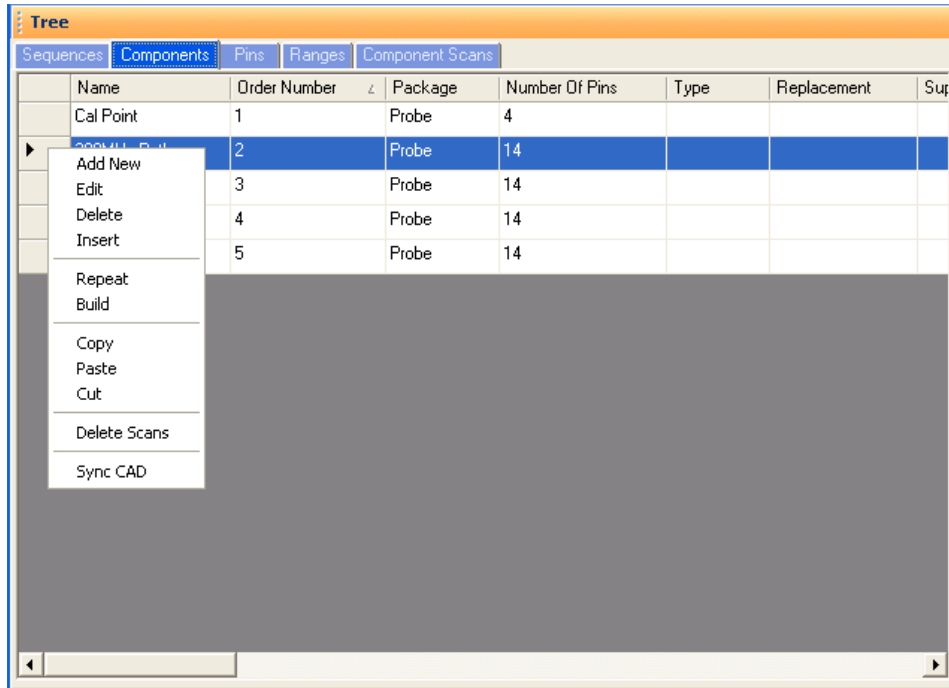 Tree
Sequences Components Pins Ranges Component Scans
Name Order Number Package Number Of Pins Type Replacement Sup
Cal Point 1 Probe 4
2 Probe 14
3 Probe 14
4 Probe 14
5 Probe 14
Add New
Edit
Delete
Insert
Repeat
Build
Copy
Paste
Cut
Delete Scans
Sync CAD